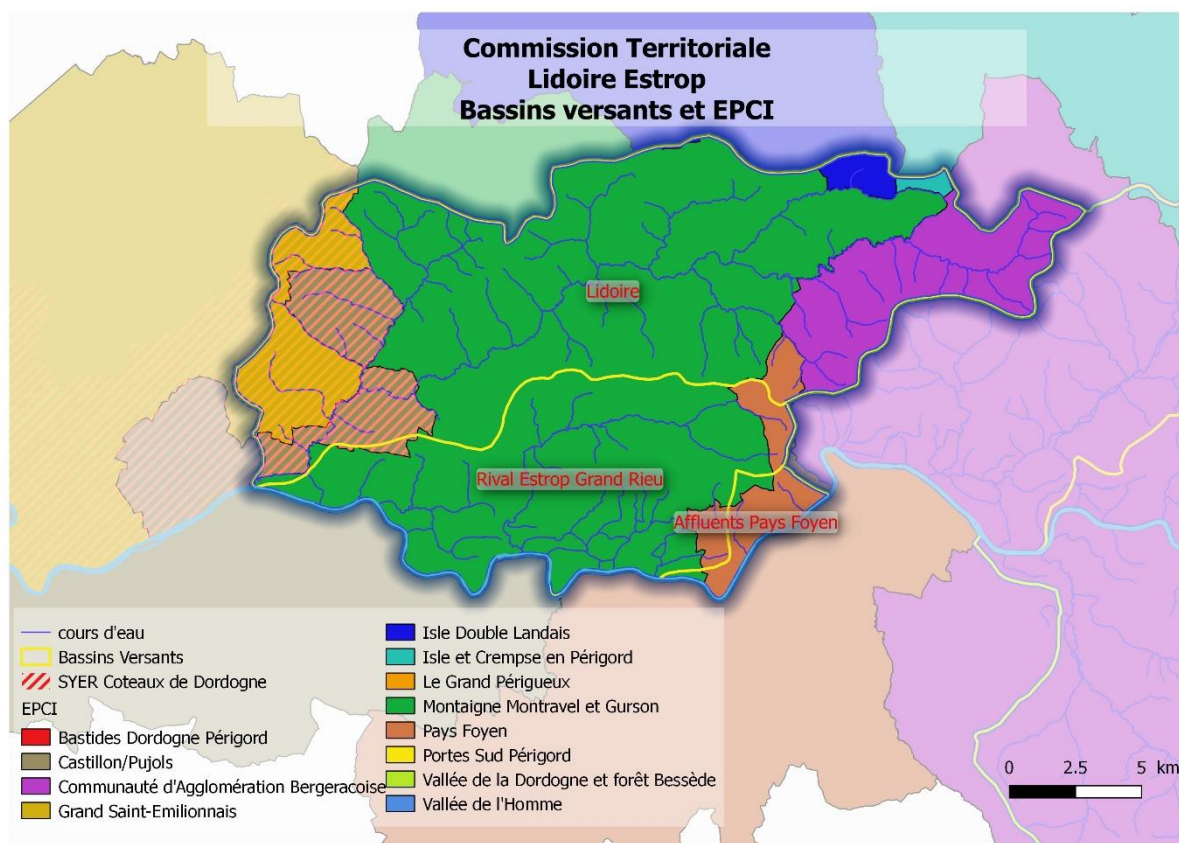 Commission Territoriale
Lidoire Estrop
Bassins versants et EPCI
Lidoire
Rival Estrop Grand Rieu
Affluents Pays Foyen
cours d'eau
Bassins Versants
SYER Coteaux de Dordogne
EPCI
Bastides Dordogne Périgord
Castillon/Pujols
Communauté d'Agglomération Bergeracoise
Grand Saint-Emilionnais
Isle Double Landais
Isle et Crempse en Périgord
Le Grand Périgueux
Montaigne Montravel et Gurson
Pays Foyen
Portes Sud Périgord
Vallée de la Dordogne et forêt Bessède
Vallée de l'Homme
0 2.5 5 km